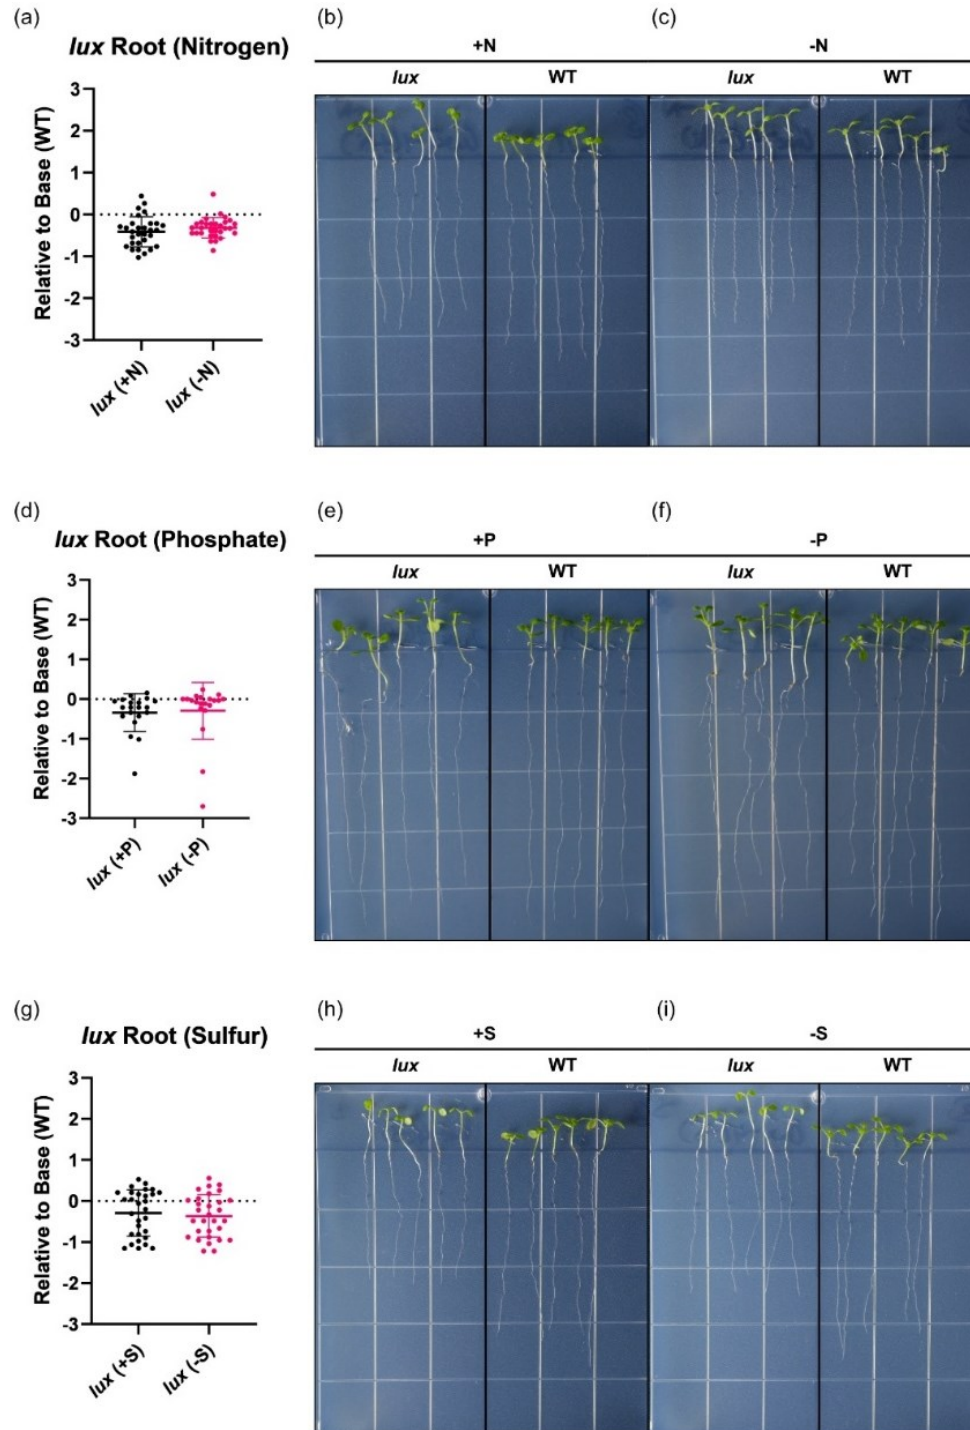 (a)
lux Root (Nitrogen)
Relative to Base (WT)
3
2
1
0
-1
-2
-3
lux (+N)
lux (-N)
(b)
+N
lux
WT
(c)
-N
lux
WT
(d)
lux Root (Phosphate)
Relative to Base (WT)
3
2
1
0
-1
-2
-3
lux (+P)
lux (-P)
(e)
+P
lux
WT
(f)
-P
lux
WT
(g)
lux Root (Sulfur)
Relative to Base (WT)
3
2
1
0
-1
-2
-3
lux (+S)
lux (-S)
(h)
+S
lux
WT
(i)
-S
lux
WT